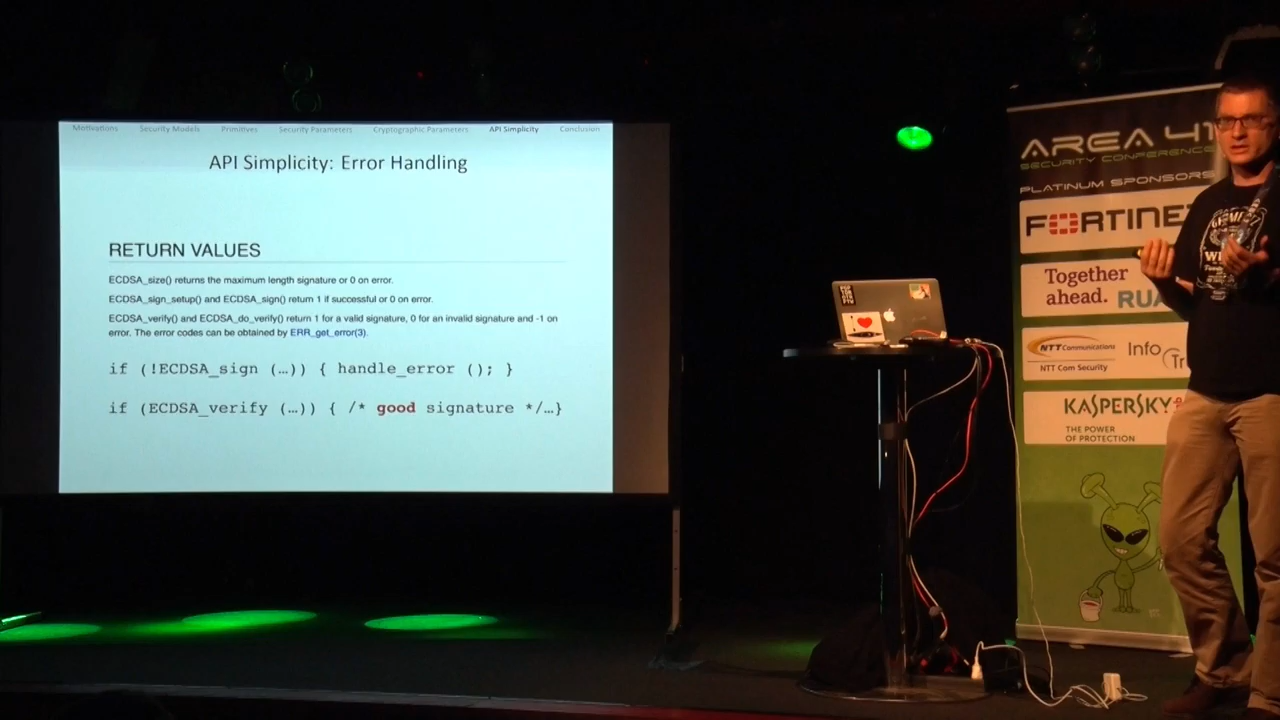 Motivations Security Models Primitives Security Parameters Cryptographic Parameters API Simplicity Conclusion
API Simplicity: Error Handling
RETURN VALUES
ECDSA_size() returns the maximum length signature or 0 on error.
ECDSA_sign_setup() and ECDSA_sign() return 1 if successful or 0 on error.
ECDSA_verify() and ECDSA_do_verify() return 1 for a valid signature, 0 for an invalid signature and -1 on
error. The error codes can be obtained by ERR_get_error(3).
if (!ECDSA_sign (…)) { handle_error (); }
if (ECDSA_verify (…)) { /* good signature */…}
AREA 41
SECURITY CONFERENCE
PLATINUM SPONSORS
FORTINET
Together
ahead. RUA
NTT Communications
NTT Com Security
Info
Tr
KASPERSKY
THE POWER
OF PROTECTION